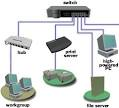 switch
hub
print
server
high-
powered
PC
workgroup
file server